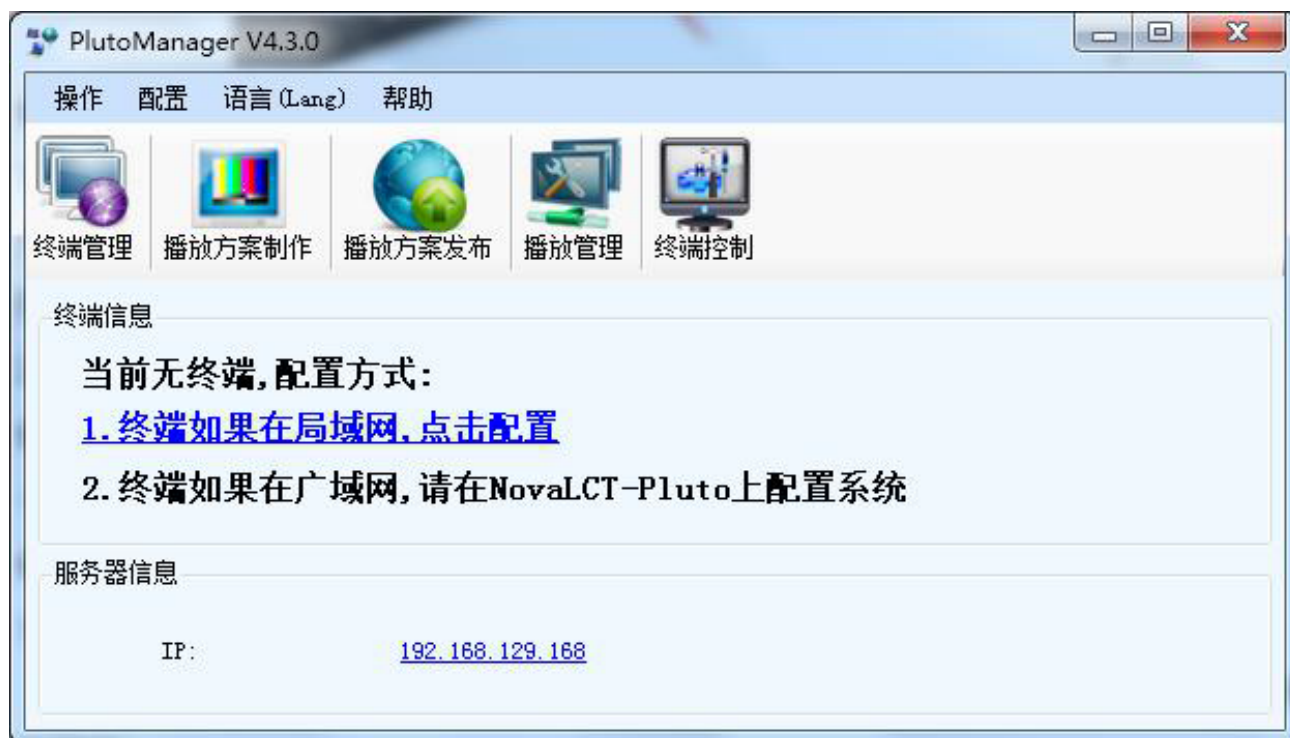 PlutoManager V4.3.0
操作 配置 语言(Lang) 帮助
终端管理 播放方案制作 播放方案发布 播放管理 终端控制
终端信息
当前无终端,配置方式:
1.终端如果在局域网,点击配置
2.终端如果在广域网,请在NovaLCT-Pluto上配置系统
服务器信息
IP: 192.168.129.168